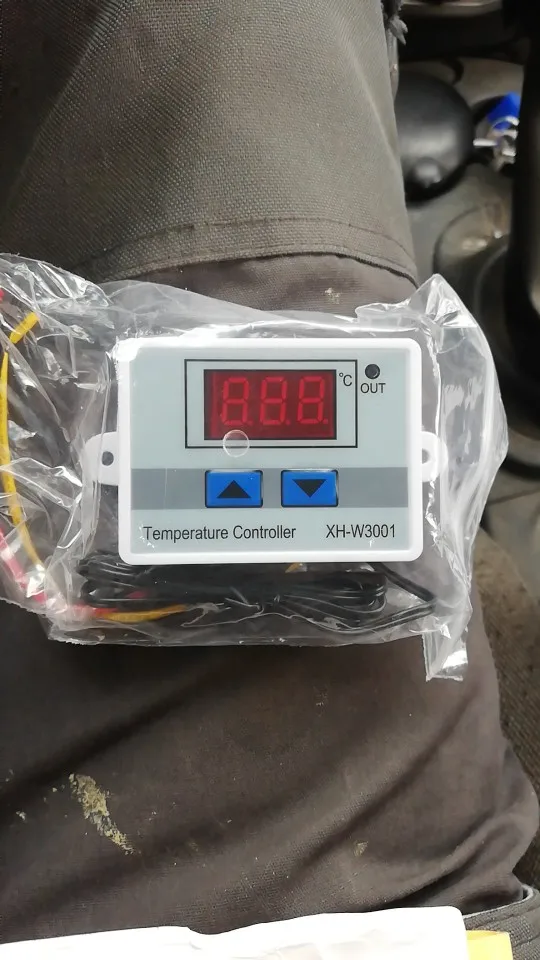 888
°C
OUT
Temperature Controller XH-W3001